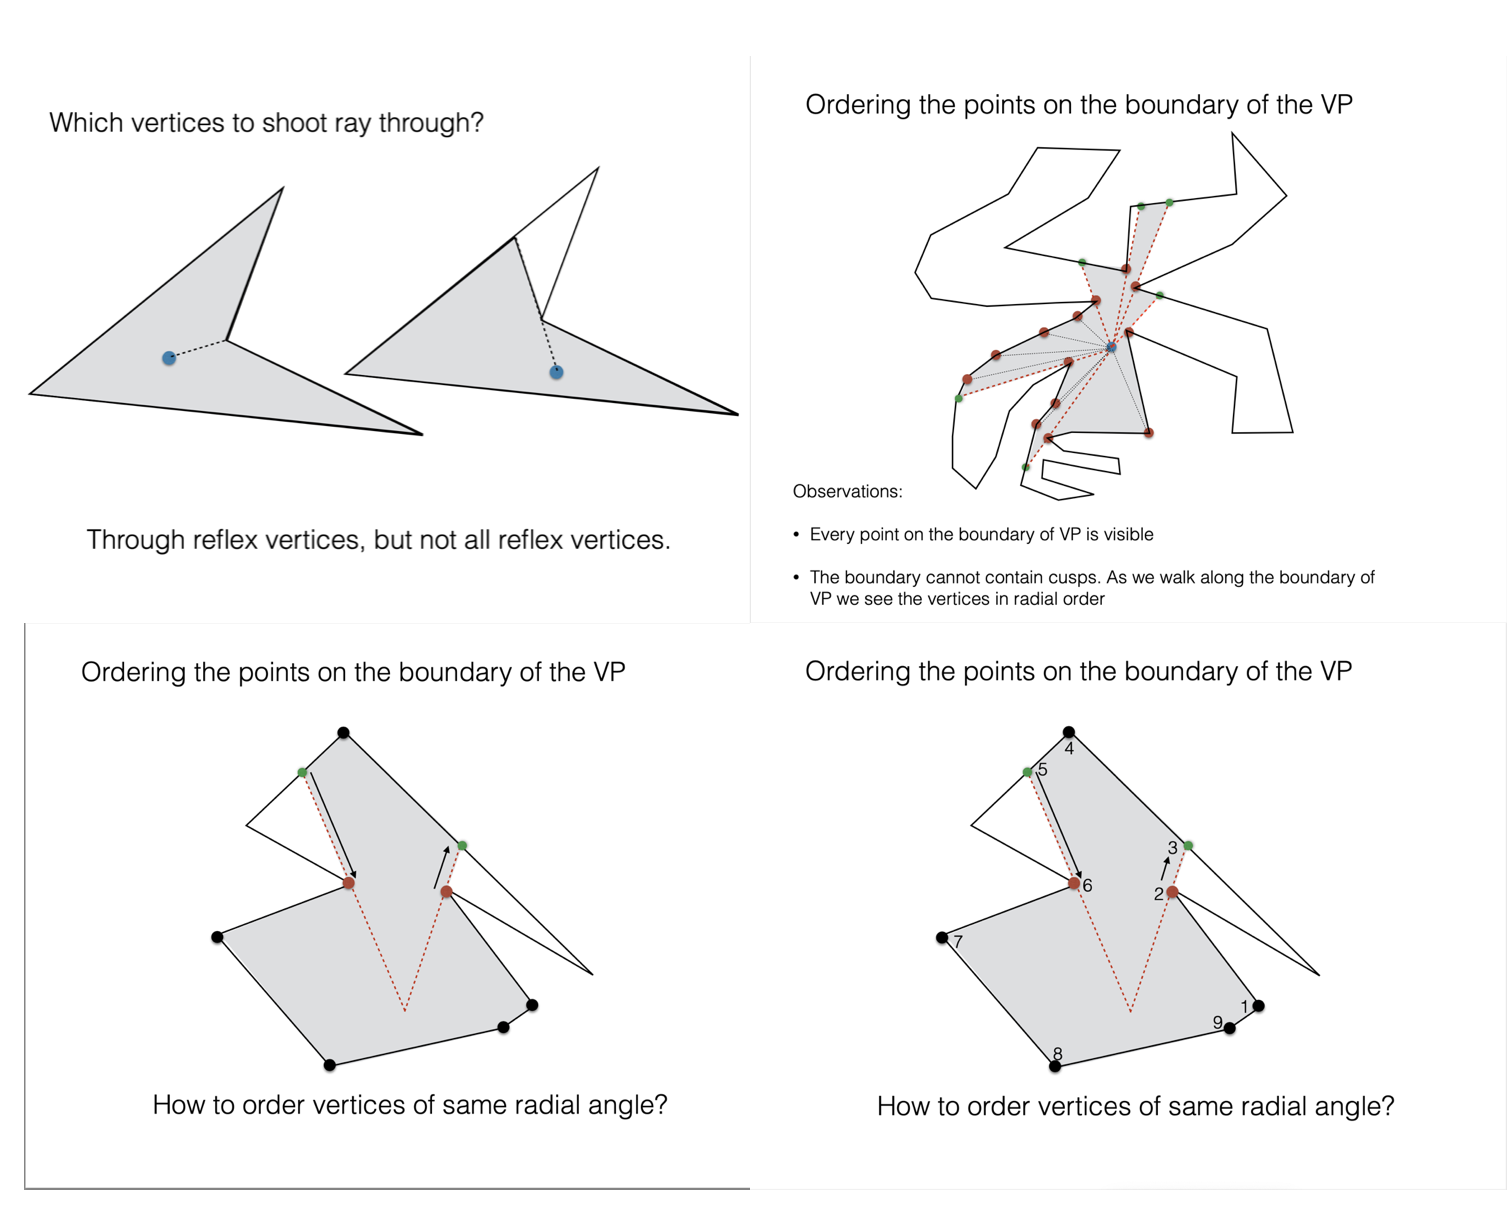 Which vertices to shoot ray through?
Through reflex vertices, but not all reflex vertices.
Ordering the points on the boundary of the VP
Observations:
• Every point on the boundary of VP is visible
• The boundary cannot contain cusps. As we walk along the boundary of
VP we see the vertices in radial order
Ordering the points on the boundary of the VP
How to order vertices of same radial angle?
Ordering the points on the boundary of the VP
4
5
3
6
2
7
1
9
8
How to order vertices of same radial angle?